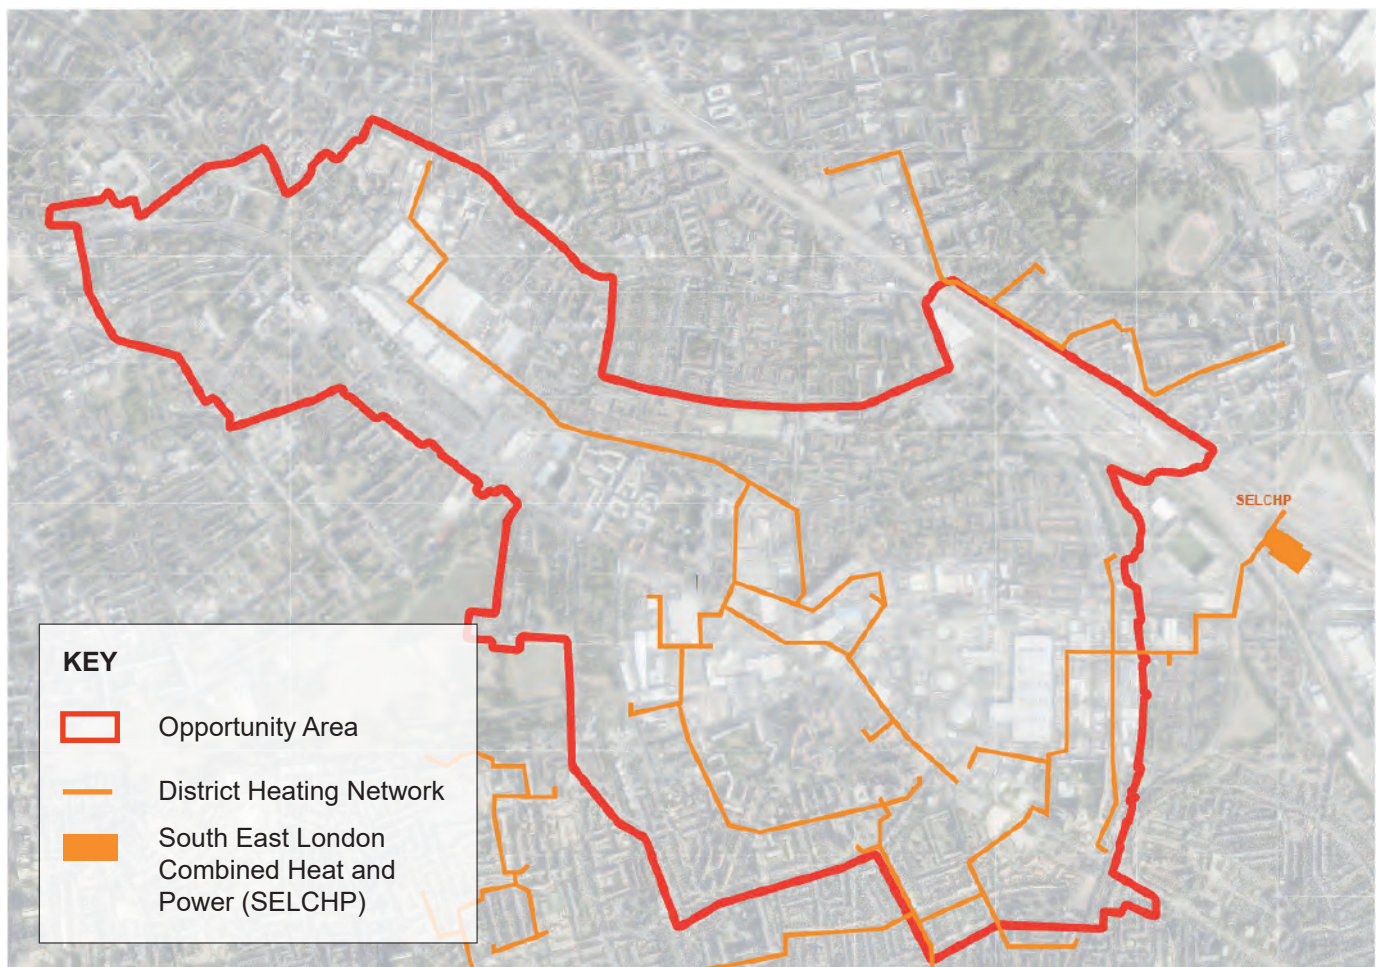 SELCHP
KEY
Opportunity Area
District Heating Network
South East London
Combined Heat and
Power (SELCHP)